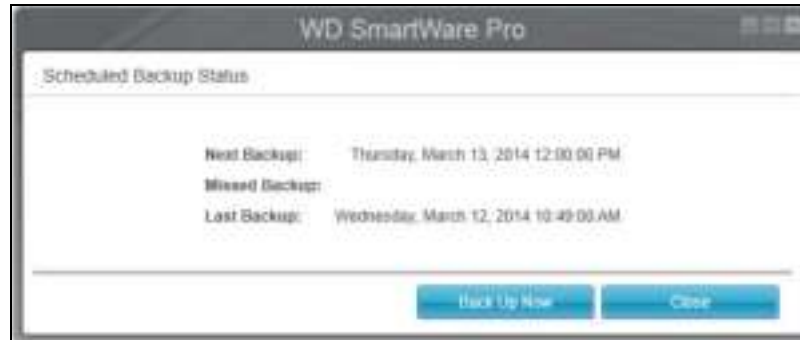 WD SmartWare Pro
Scheduled Backup Status
Next Backup: Thursday, March 13, 2014 12:00:00 PM
Missed Backup:
Last Backup: Wednesday, March 12, 2014 10:49:00 AM
Back Up Now Close